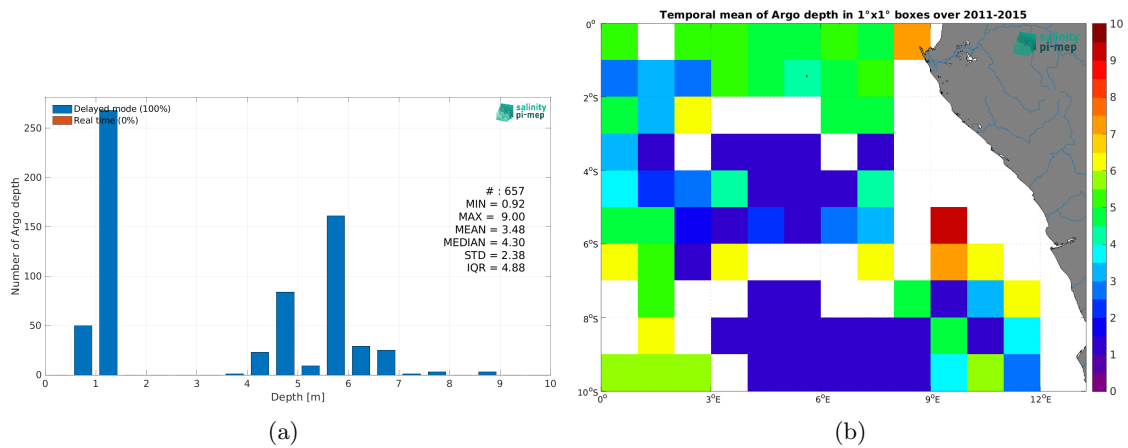 Delayed mode (100%)
Real time (0%)
salinity
pi-mep
# : 657
MIN = 0.92
MAX = 9.00
MEAN = 3.48
MEDIAN = 4.30
STD = 2.38
IQR = 4.88
Number of Argo depth
250
200
150
100
50
0
0 1 2 3 4 5 6 7 8 9 10
Depth [m]
(a)
Temporal mean of Argo depth in 1°x1° boxes over 2011-2015
salinity
pi-mep
0°
2°S
4°S
6°S
8°S
10°S
0° 3°E 6°E 9°E 12°E
10
9
8
7
6
5
4
3
2
1
0
(b)